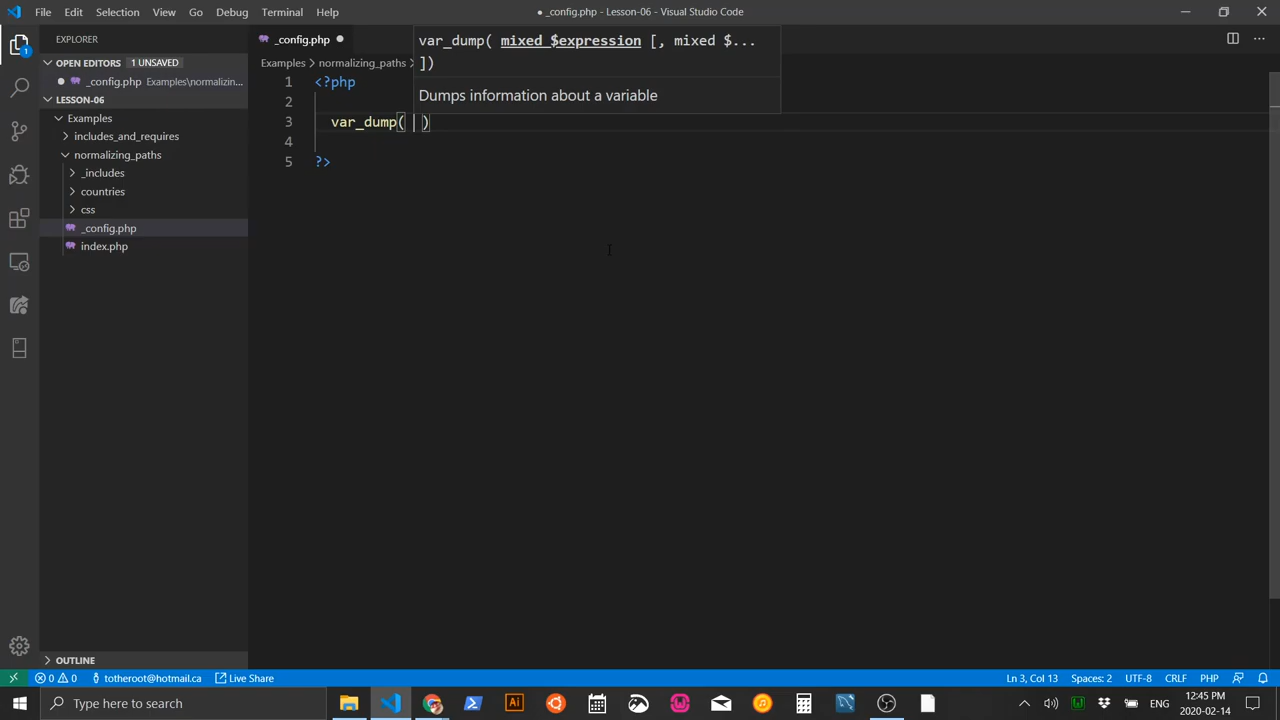 File Edit Selection View Go Debug Terminal Help
● _config.php - Lesson-06 - Visual Studio Code
EXPLORER
OPEN EDITORS 1 UNSAVED
_config.php Examples\normalizin...
LESSON-06
Examples
includes_and_requires
normalizing_paths
_includes
countries
css
_config.php
index.php
OUTLINE
_config.php
Examples > normalizing_paths >
var_dump( mixed $expression [, mixed $...
])
Dumps information about a variable
1 <?php
2
3 var_dump( )
4
5 ?>
1
0 0 totheroot@hotmail.ca Live Share
Ln 3, Col 13 Spaces: 2 UTF-8 CRLF PHP
Type here to search
Ai
ENG
12:45 PM
2020-02-14